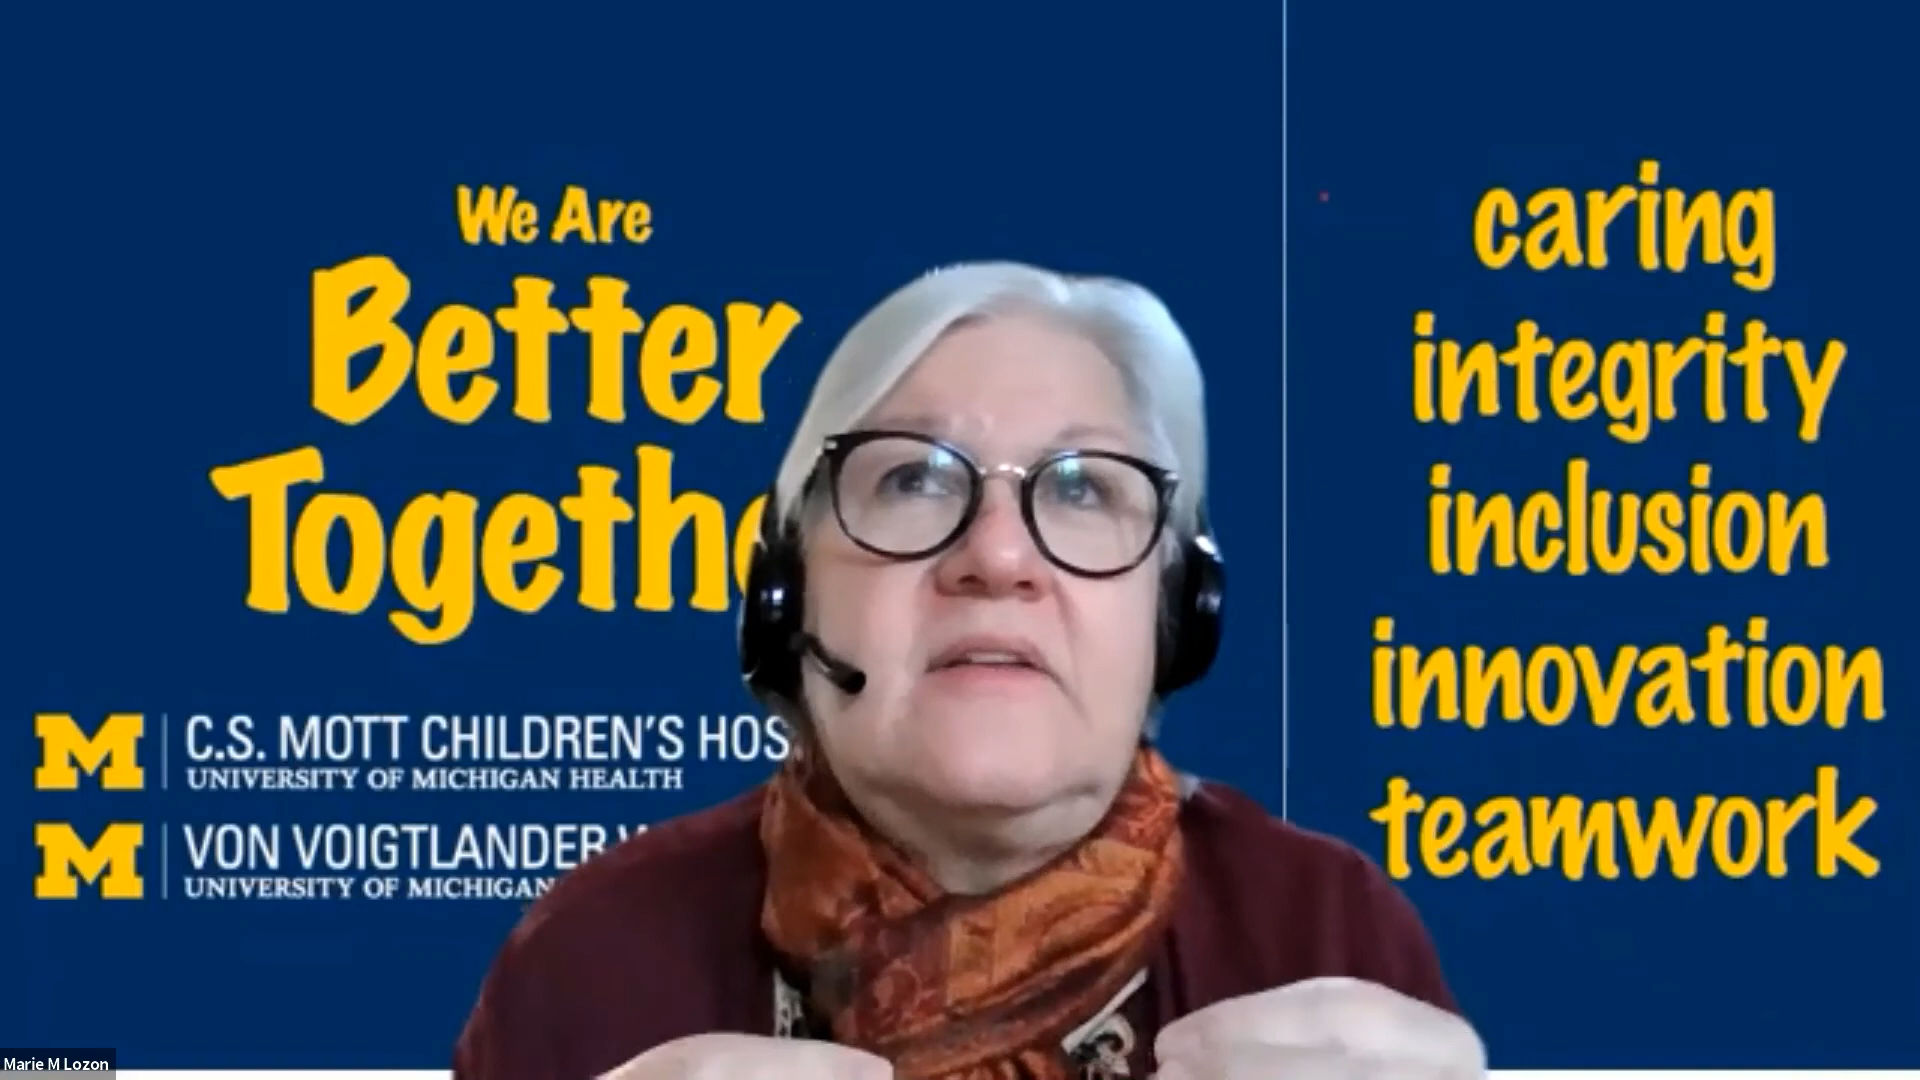 We Are
Better
Togethe
M
C.S. MOTT CHILDREN'S HOS
UNIVERSITY OF MICHIGAN HEALTH
M
VON VOIGTLANDER
UNIVERSITY OF MICHIGAN
caring
integrity
inclusion
innovation
teamwork
Marie M Lozon